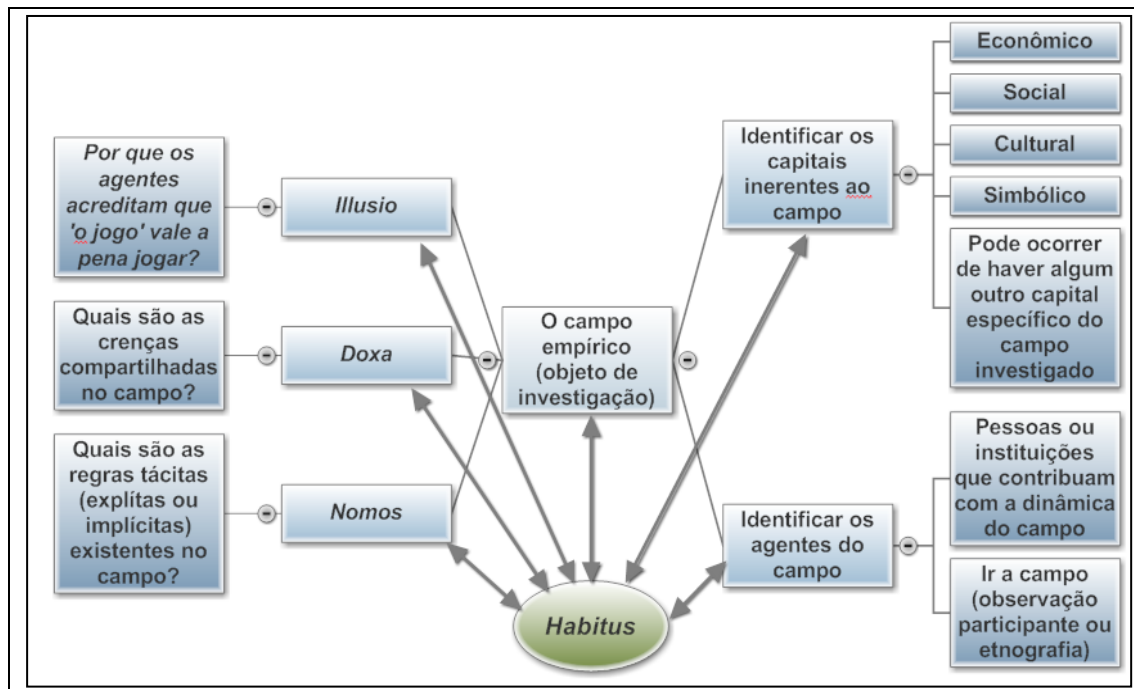 Por que os
agentes
acreditam que
'o jogo' vale a
pena jogar?
Illusio
Quais são as
crenças
compartilhadas
no campo?
Doxa
Quais são as
regras tácitas
(explítas ou
implícitas)
existentes no
campo?
Nomos
O campo
empírico
(objeto de
investigação)
Habitus
Identificar os
capitais
inerentes ao
campo
Econômico
Social
Cultural
Simbólico
Pode ocorrer
de haver algum
outro capital
específico do
campo
investigado
Identificar os
agentes do
campo
Pessoas ou
instituições
que contribuam
com a dinâmica
do campo
Ir a campo
(observação
participante ou
etnografia)